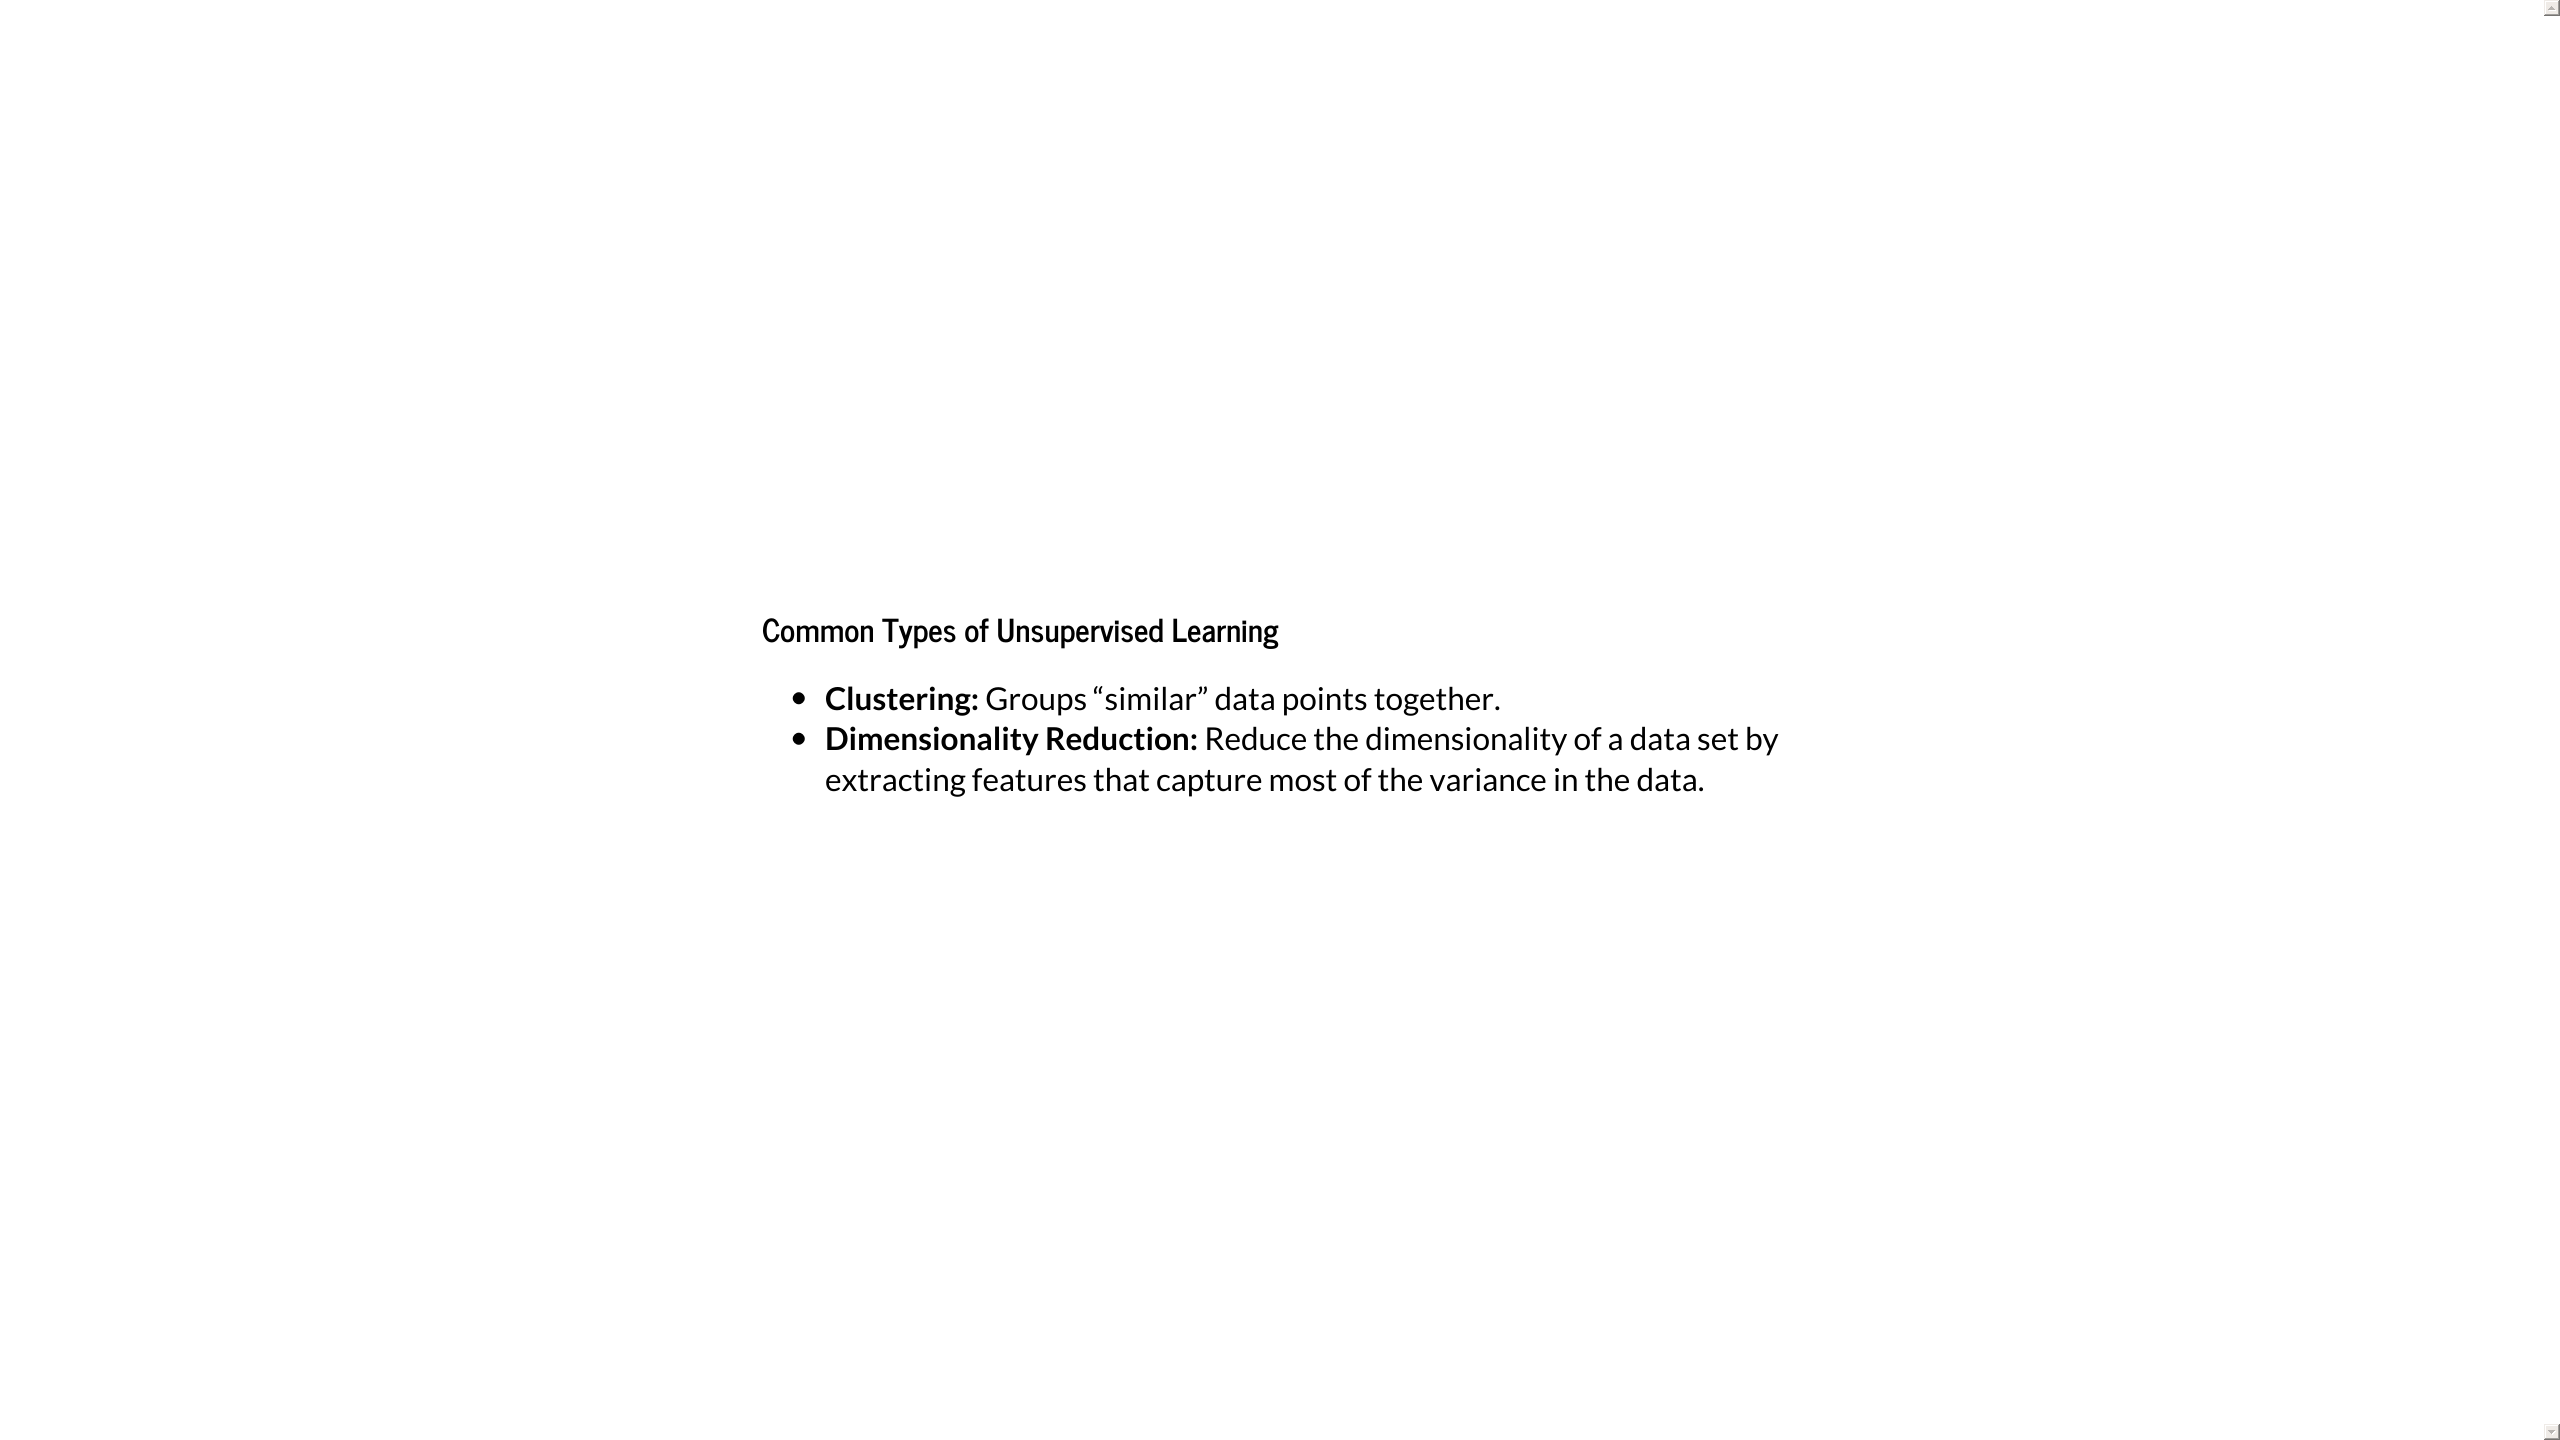 Common Types of Unsupervised Learning
• Clustering: Groups “similar” data points together.
• Dimensionality Reduction: Reduce the dimensionality of a data set by
extracting features that capture most of the variance in the data.